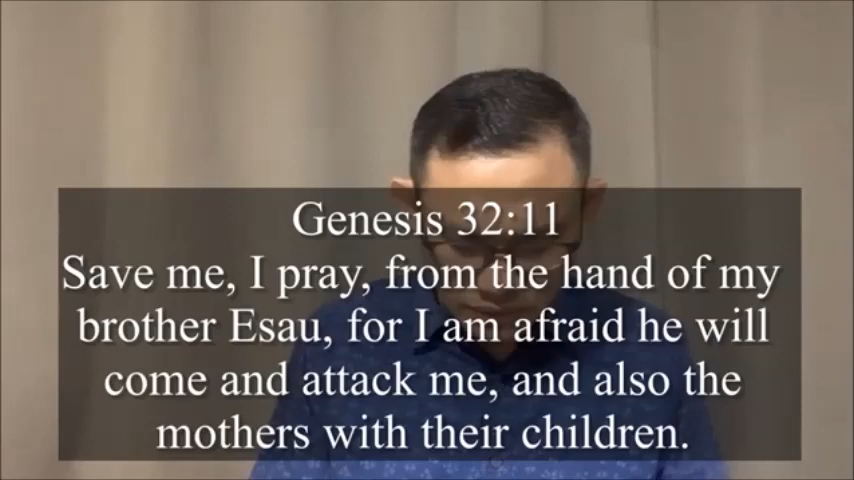 Genesis 32:11
Save me, I pray, from the hand of my
brother Esau, for I am afraid he will
come and attack me, and also the
mothers with their children.